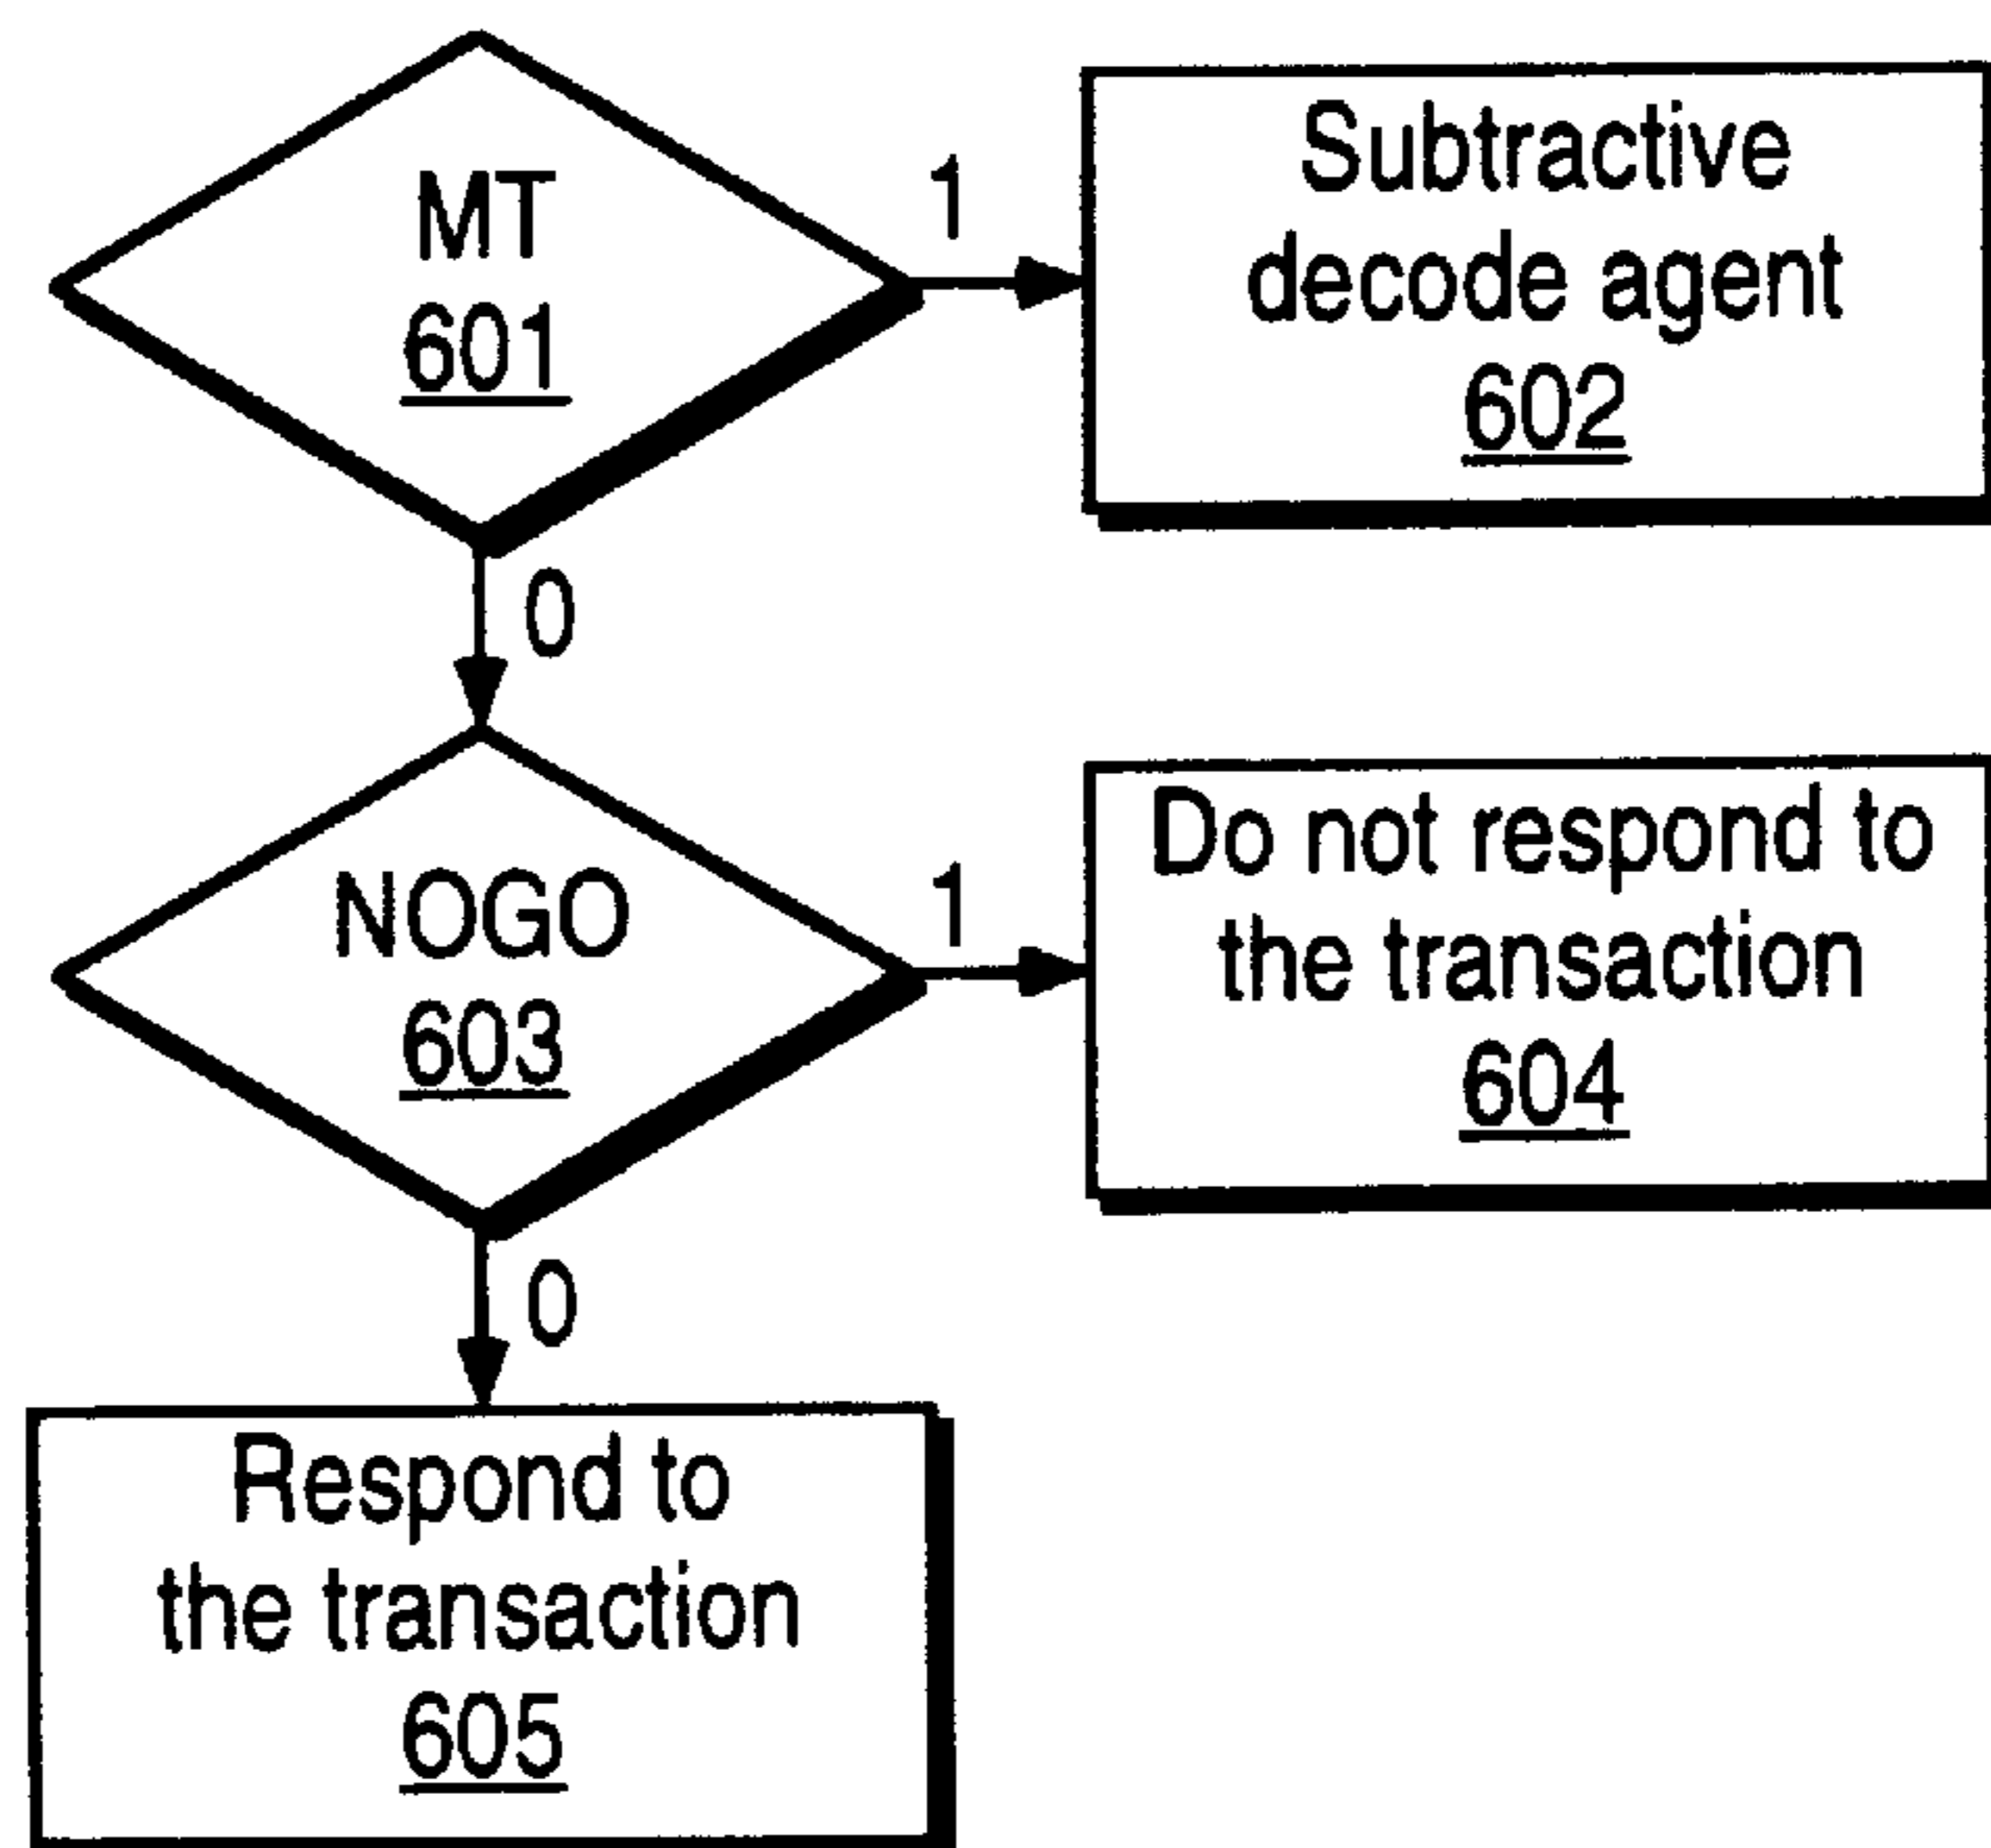 MT
601
1
Subtractive
decode agent
602
0
NOGO
603
1
Do not respond to
the transaction
604
0
Respond to
the transaction
605